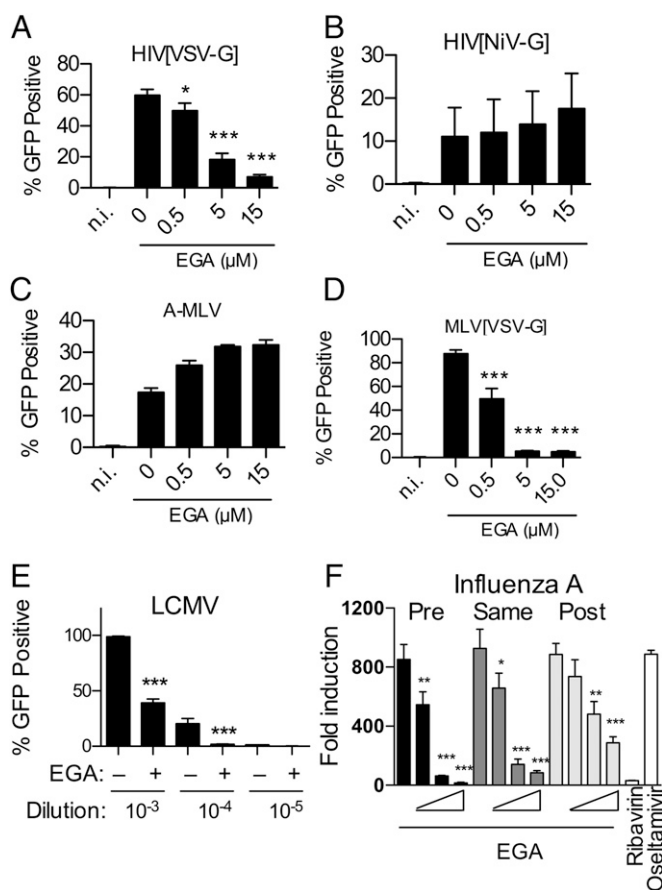 A
HIV[VSV-G]
% GFP Positive
80
60
40
20
0
*
***
***
n.i.
0
0.5
5
15
EGA (µM)
B
HIV[NiV-G]
% GFP Positive
40
30
20
10
0
n.i.
0
0.5
5
15
EGA (µM)
C
A-MLV
% GFP Positive
40
30
20
10
0
n.i.
0
0.5
5
15
EGA (µM)
D
MLV[VSV-G]
% GFP Positive
100
80
60
40
20
0
***
***
***
n.i.
0
0.5
5
15.0
EGA (µM)
E
LCMV
% GFP Positive
100
50
0
***
***
EGA: – + – + – +
Dilution: 10-3 10-4 10-5
F
Influenza A
Pre Same Post
Fold induction
1200
800
400
0
**
***
***
*
***
***
**
***
EGA
Ribavirin
Oseltamivir